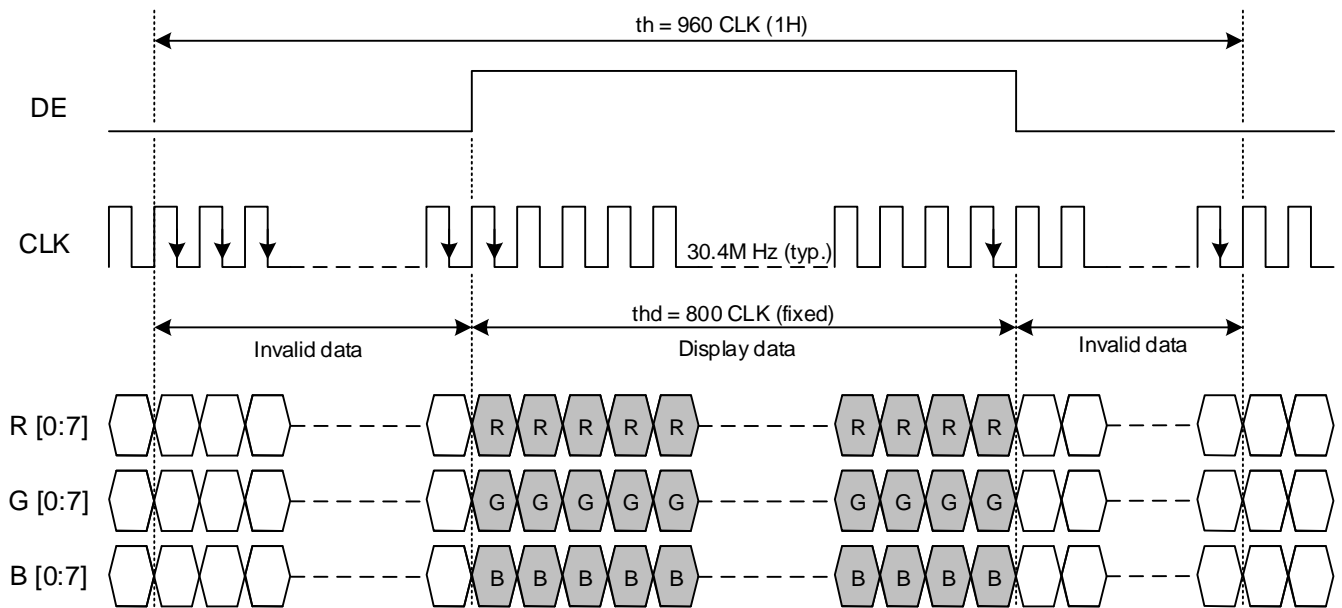 th = 960 CLK (1H)
DE
CLK
30.4M Hz (typ.)
thd = 800 CLK (fixed)
Invalid data
Display data
Invalid data
R [0:7]
R R R R R R R R R
G [0:7]
G G G G G G G G G
B [0:7]
B B B B B B B B B